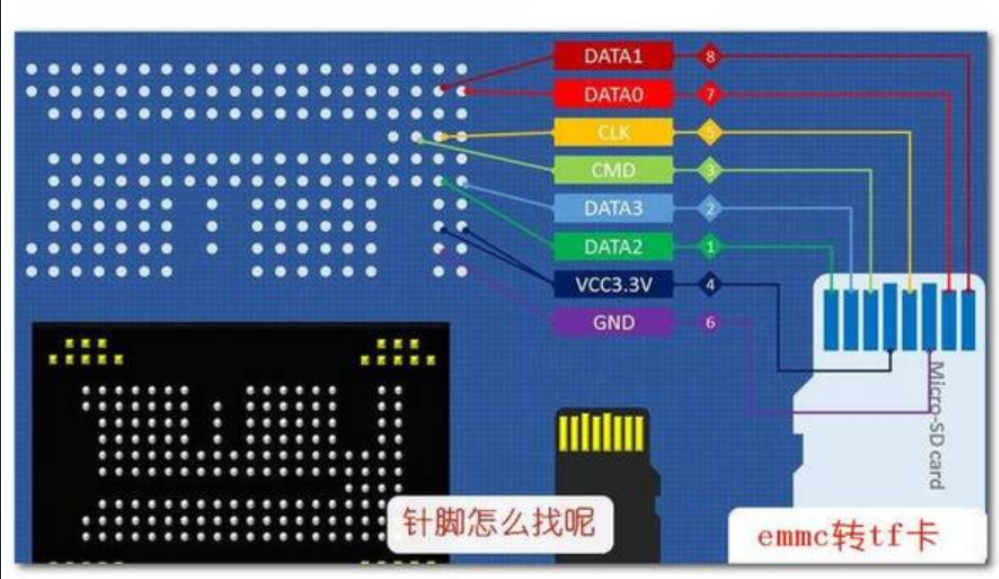 DATA1 8
DATA0 7
CLK 5
CMD 3
DATA3 2
DATA2 1
VCC3.3V 4
GND 6
Micro-SD card
针脚怎么找呢
emmc转tf卡